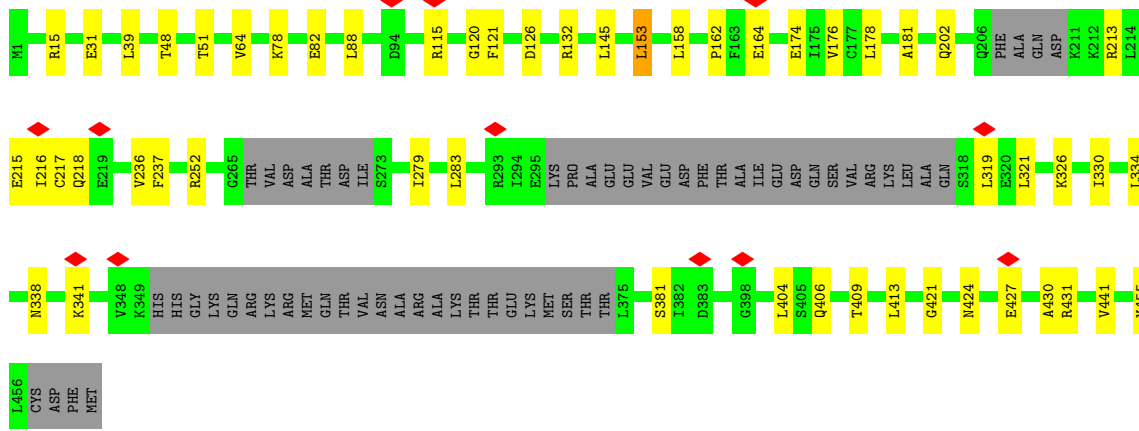 M1 R15 E31 L39 T48 T51 V64 K78 E82 L88 D94 R115 G120 F121 D126 R132 L145 L153 L158 P162 F163 E164 E174 I175 V176 C177 L178 A181 Q202 Q206 PHE ALA GLN ASP K211 K212 R213 L214
E215 I216 C217 Q218 E219 V236 F237 R252 G265 THR VAL ASP ALA THR ASP ILE S273 I279 L283 R293 I294 E295 LYS PRO ALA GLU GLU VAL GLU ASP PHE THR ALA ILE GLU ASP GLN SER VAL ARG LYS LEU ALA GLN S318 L319 E320 L321 K326 I330 L334
N338 K341 V348 K349 HIS HIS GLY LYS GLN ARG LYS ARG MET GLN THR VAL ASN ALA ARG ALA LYS THR THR GLU LYS MET SER THR THR L375 S381 I382 D383 G398 L404 S405 Q406 T409 L413 G421 N424 E427 A430 R431 V441
L456 CYS ASP PHE MET